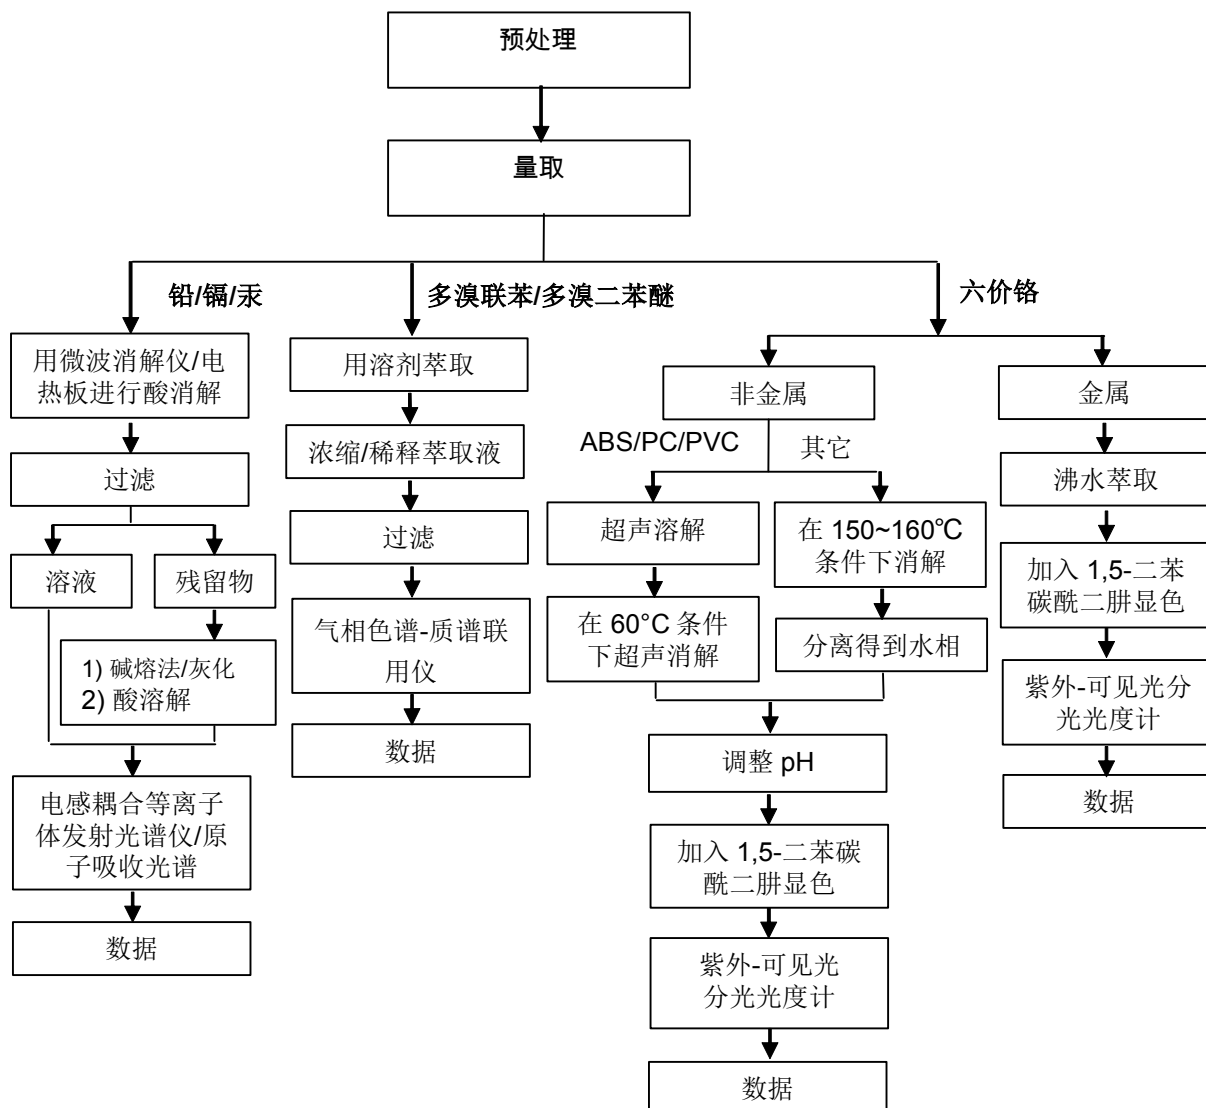 预处理
量取
铅/镉/汞
多溴联苯/多溴二苯醚
六价铬
用微波消解仪/电
热板进行酸消解
过滤
溶液
残留物
1) 碱熔法/灰化
2) 酸溶解
电感耦合等离子
体发射光谱仪/原
子吸收光谱
数据
用溶剂萃取
浓缩/稀释萃取液
过滤
气相色谱-质谱联
用仪
数据
非金属
ABS/PC/PVC
其它
超声溶解
在 60°C 条件
下超声消解
在 150~160℃
条件下消解
分离得到水相
调整 pH
加入 1,5-二苯碳
酰二肼显色
紫外-可见光
分光光度计
数据
金属
沸水萃取
加入 1,5-二苯
碳酰二肼显色
紫外-可见光分
光光度计
数据